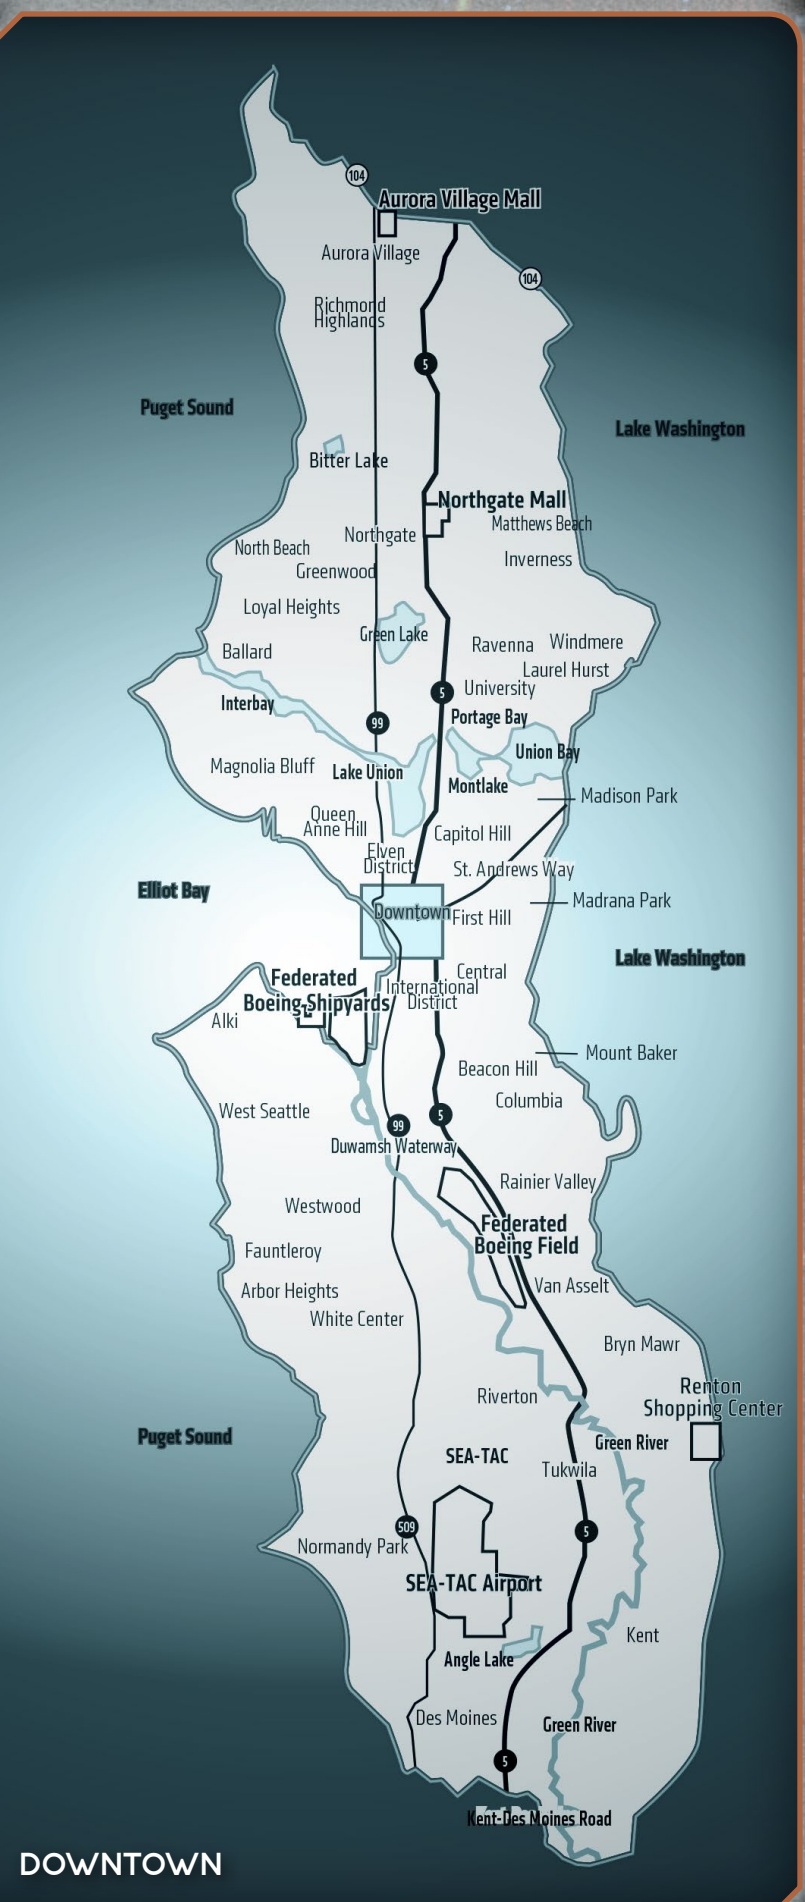 104
Aurora Village Mall
Aurora Village
104
Richmond
Highlands
5
Puget Sound
Lake Washington
Bitter Lake
Northgate Mall
Matthews Beach
Northgate
North Beach
Inverness
Greenwood
Loyal Heights
Green Lake
Ravenna
Windmere
Ballard
Laurel Hurst
University
5
Interbay
Portage Bay
99
Union Bay
Magnolia Bluff
Lake Union
Montlake
Madison Park
Queen
Anne Hill
Capitol Hill
Elven
District
St. Andrews Way
Elliot Bay
Madrana Park
Downtown
First Hill
Lake Washington
Central
Federated
Boeing-Shipyards
International
District
Alki
Mount Baker
Beacon Hill
Columbia
West Seattle
5
99
Duwamsh Waterway
Rainier Valley
Westwood
Federated
Boeing Field
Fauntleroy
Van Asselt
Arbor Heights
White Center
Bryn Mawr
Renton
Shopping Center
Riverton
Puget Sound
Green River
SEA-TAC
Tukwila
509
5
Normandy Park
SEA-TAC Airport
Kent
Angle Lake
Des Moines
Green River
5
Kent-Des Moines Road
DOWNTOWN